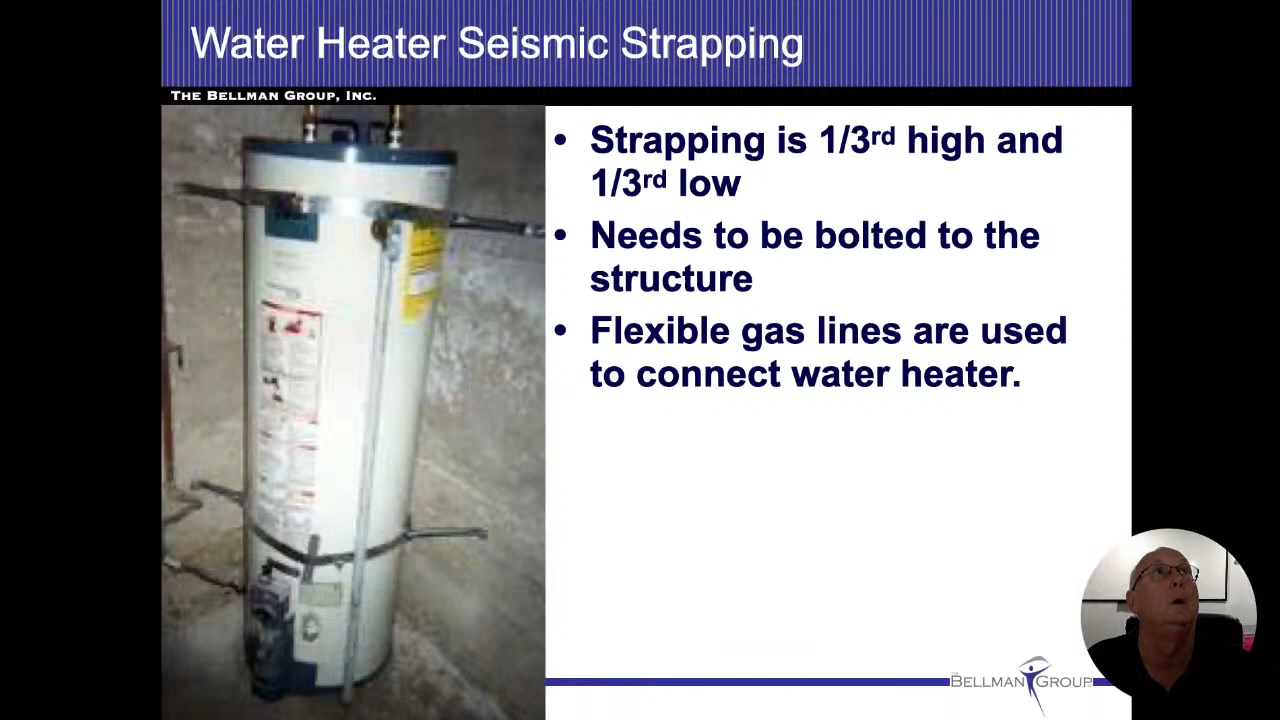 Water Heater Seismic Strapping
THE BELLMAN GROUP, INC.
• Strapping is 1/3rd high and
1/3rd low
• Needs to be bolted to the
structure
• Flexible gas lines are used
to connect water heater.
THE BELLMAN GROUP